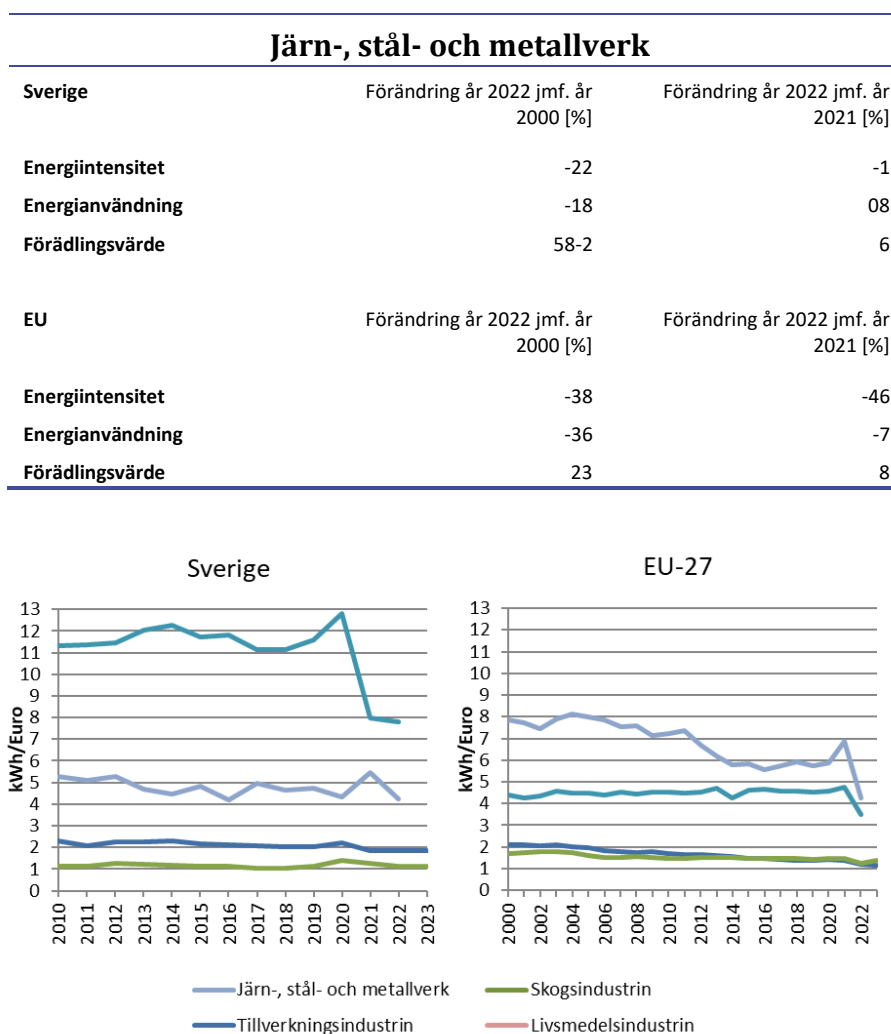 Järn-, stål- och metallverk
Sverige Förändring år 2022 jmf. år 2000 [%] Förändring år 2022 jmf. år 2021 [%]
Energiintensitet -22 -1
Energianvändning -18 08
Förädlingsvärde 58-2 6
EU Förändring år 2022 jmf. år 2000 [%] Förändring år 2022 jmf. år 2021 [%]
Energiintensitet -38 -46
Energianvändning -36 -7
Förädlingsvärde 23 8
Sverige
13
12
11
10
9
8
7
6
5
4
3
2
1
0
kWh/Euro
2010 2011 2012 2013 2014 2015 2016 2017 2018 2019 2020 2021 2022 2023
EU-27
13
12
11
10
9
8
7
6
5
4
3
2
1
0
kWh/Euro
2000 2002 2004 2006 2008 2010 2012 2014 2016 2018 2020 2022
Järn-, stål- och metallverk Skogsindustrin
Tillverkningsindustrin Livsmedelsindustrin